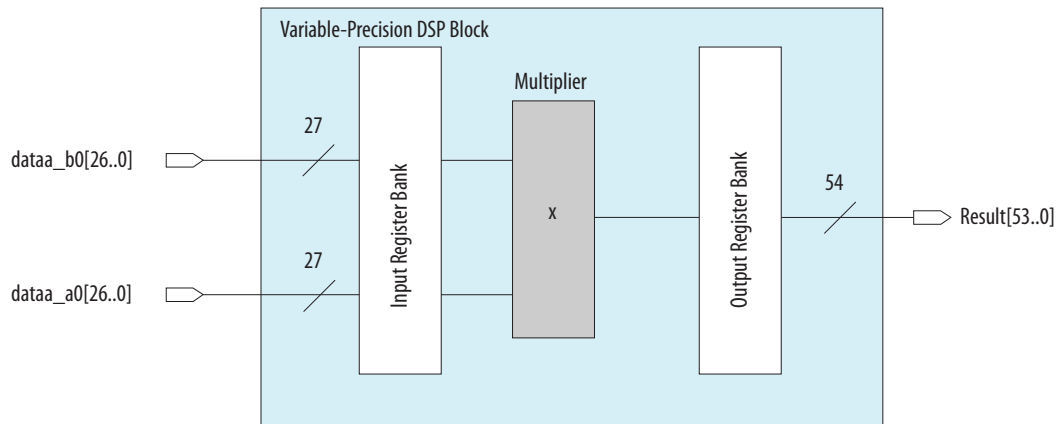 Variable-Precision DSP Block
Multiplier
27
dataa_b0[26..0]
Input Register Bank
x
Output Register Bank
54
Result[53..0]
27
dataa_a0[26..0]